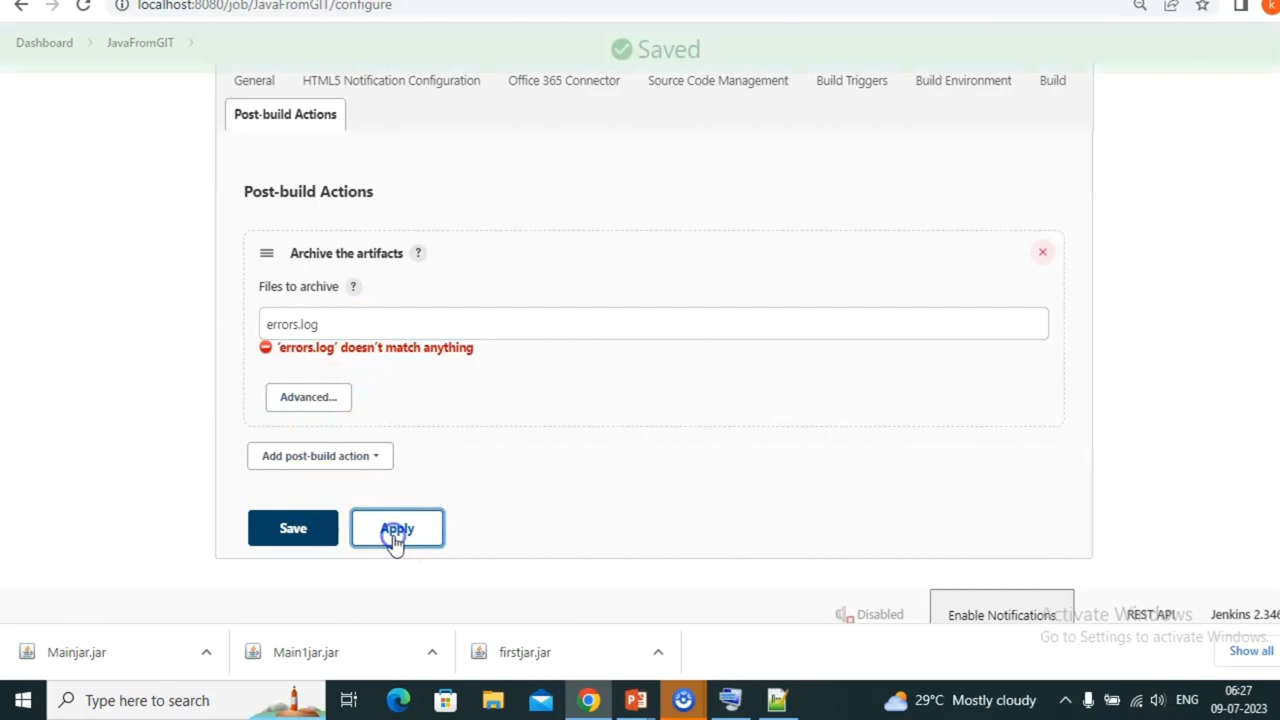 localhost:8080/job/JavaFromGIT/configure
k
Dashboard > JavaFromGIT >
Saved
General HTML5 Notification Configuration Office 365 Connector Source Code Management Build Triggers Build Environment Build
Post-build Actions
Post-build Actions
Archive the artifacts ?
Files to archive ?
errors.log
'errors.log' doesn't match anything
Advanced...
Add post-build action
Save Apply
Disabled Enable Notifications REST API Jenkins 2.346
Activate Windows
Go to Settings to activate Windows.
Mainjar.jar Main1jar.jar firstjar.jar Show all
Type here to search 29°C Mostly cloudy ENG 06:27
09-07-2023